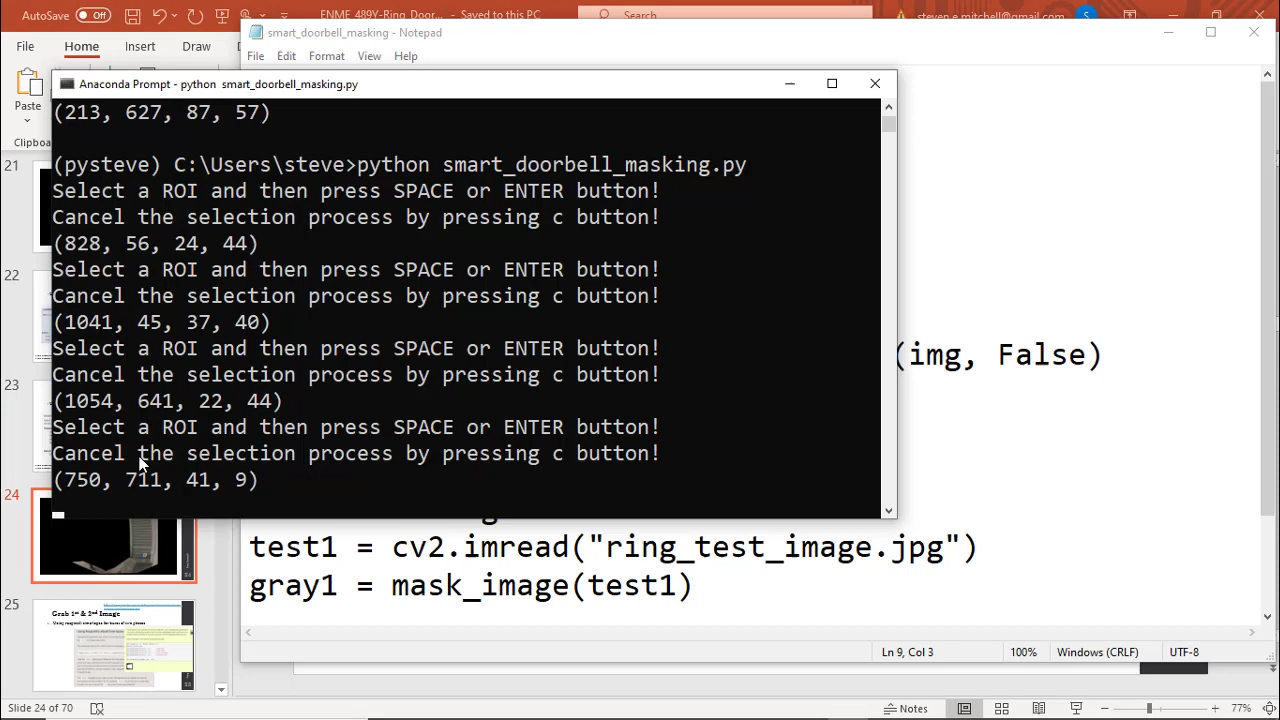 AutoSave Off ENME_489Y-Ring_Door... - Saved to this PC Search steven.e.mitchell@gmail.com S
File Home Insert Draw
Paste
Clipboa
smart_doorbell_masking - Notepad
File Edit Format View Help
Anaconda Prompt - python smart_doorbell_masking.py
(213, 627, 87, 57)
(pysteve) C:\Users\steve>python smart_doorbell_masking.py
Select a ROI and then press SPACE or ENTER button!
Cancel the selection process by pressing c button!
(828, 56, 24, 44)
Select a ROI and then press SPACE or ENTER button!
Cancel the selection process by pressing c button!
(1041, 45, 37, 40)
Select a ROI and then press SPACE or ENTER button!
Cancel the selection process by pressing c button!
(1054, 641, 22, 44)
Select a ROI and then press SPACE or ENTER button!
Cancel the selection process by pressing c button!
(750, 711, 41, 9)
(img, False)
test1 = cv2.imread("ring_test_image.jpg")
gray1 = mask_image(test1)
Ln 9, Col 3 100% Windows (CRLF) UTF-8
21
22
23
24
25
Grab 1st & 2nd Image
Slide 24 of 70 Notes 77%